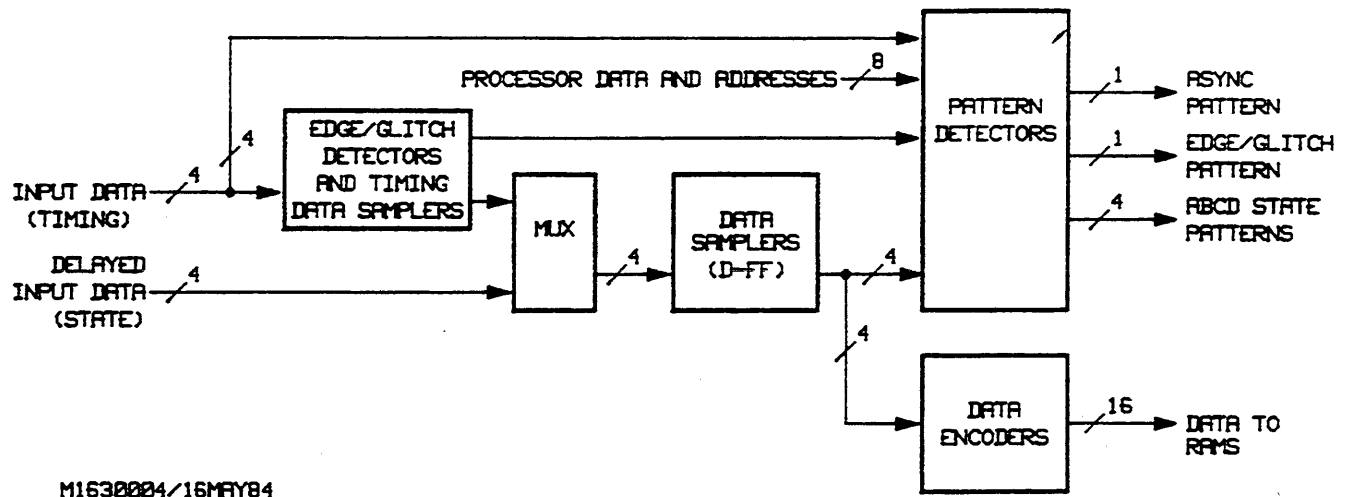 PROCESSOR DATA AND ADDRESSES
8
PATTERN
DETECTORS
1
ASYNC
PATTERN
1
EDGE/GLITCH
PATTERN
4
ABCD STATE
PATTERNS
4
EDGE/GLITCH
DETECTORS
AND TIMING
DATA SAMPLERS
INPUT DATA
(TIMING)
4
MUX
DATA
SAMPLERS
(D-FF)
4
4
DELAYED
INPUT DATA
(STATE)
4
4
DATA
ENCODERS
16
DATA TO
RAMS
M1630004/16MAY84